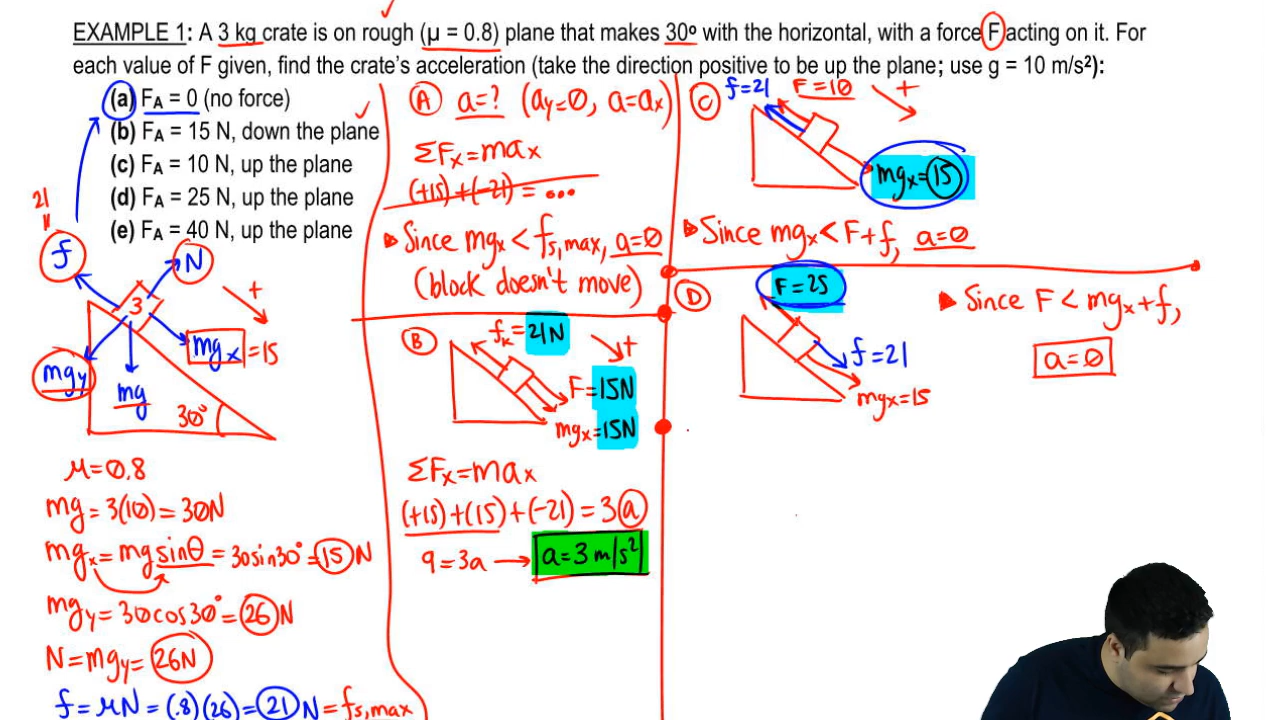 EXAMPLE 1: A 3 kg crate is on rough (μ = 0.8) plane that makes 30º with the horizontal, with a force F acting on it. For
each value of F given, find the crate’s acceleration (take the direction positive to be up the plane; use g = 10 m/s²):
(a) FA = 0 (no force)
(b) FA = 15 N, down the plane
(c) FA = 10 N, up the plane
(d) FA = 25 N, up the plane
(e) FA = 40 N, up the plane
21
f
N
+
3
mgx =15
mgy
mg
30°
μ=0.8
mg = 3(10) = 30N
mgx = mg sinθ = 30sin30° = 15 N
mgy = 30cos30° = 26 N
N = mgy = 26N
f = μN = (.8)(26) = 21 N = fs,max
A a=? (ay=0, a=ax)
ΣFx = max
(+15)+(-21) = ...
Since mgx < fs,max, a=0
(block doesn't move)
B fk = 21N
+
F=15N
mgx=15N
ΣFx = max
(+15)+(15)+(-21) = 3a
9=3a → a=3 m/s²
C f=21 F=10 +
mgx=15
Since mgx < F+f, a=0
D F=25
f=21
mgx=15
Since F < mgx+f,
a=0